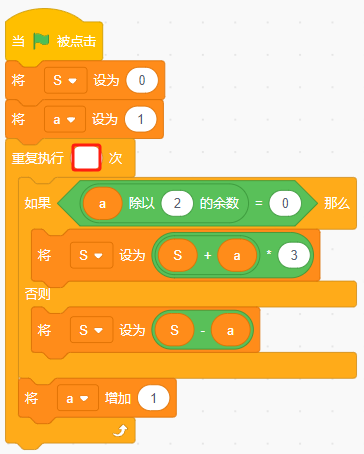 当 被点击
将 S 设为 0
将 a 设为 1
重复执行 次
如果 a 除以 2 的余数 = 0 那么
将 S 设为 S + a * 3
否则
将 S 设为 S - a
将 a 增加 1